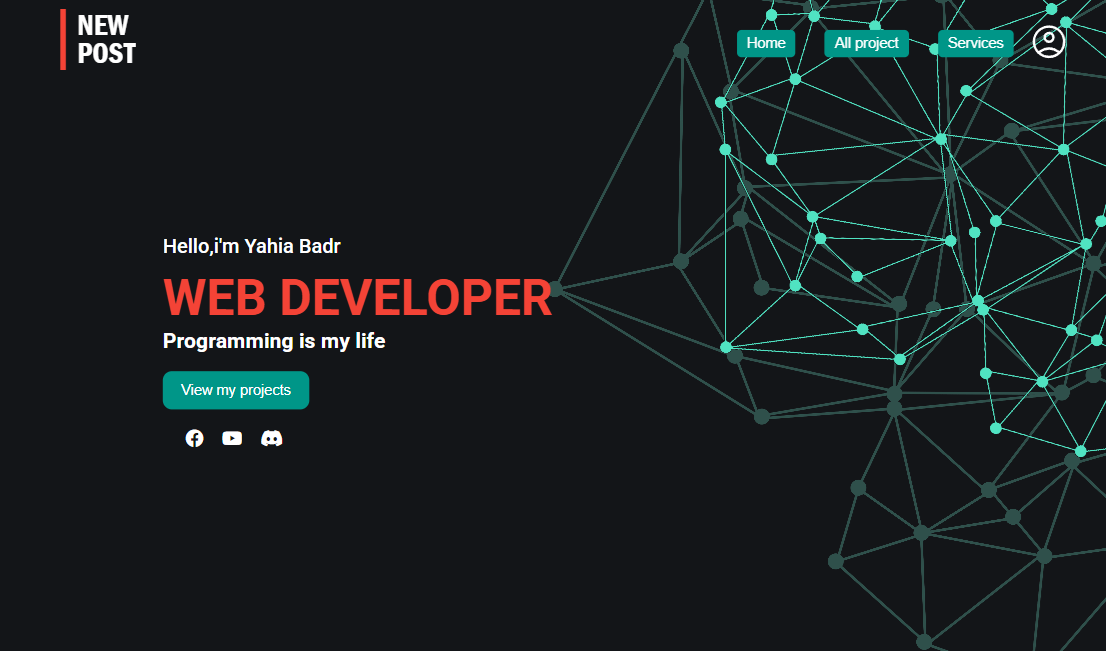 NEW
POST
Home
All project
Services
Hello,i'm Yahia Badr
WEB DEVELOPER
Programming is my life
View my projects